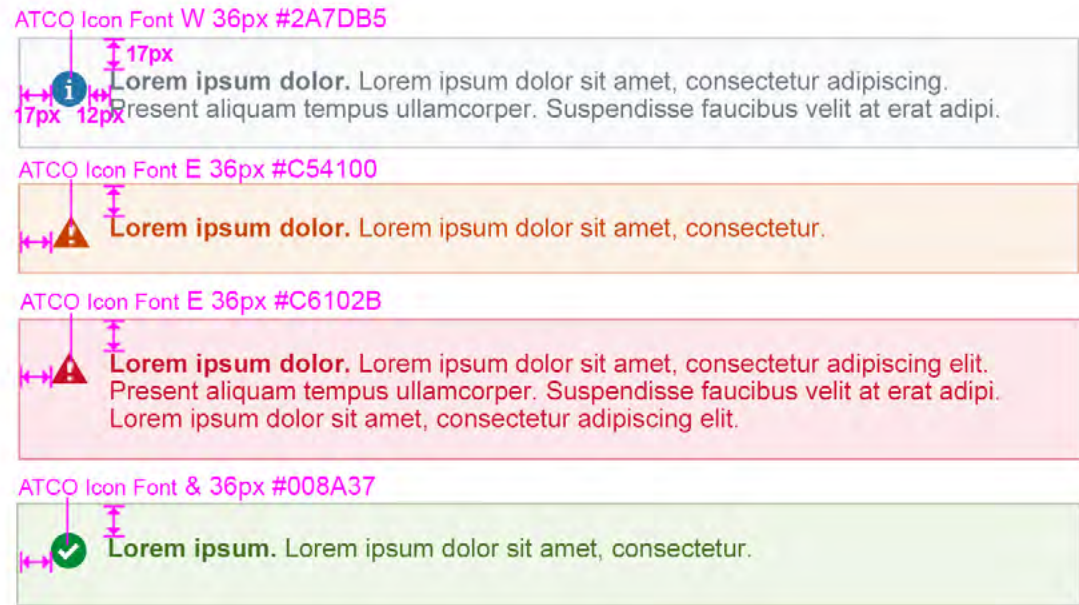 ATCO Icon Font W 36px #2A7DB5
17px
Lorem ipsum dolor. Lorem ipsum dolor sit amet, consectetur adipiscing.
17px 12px Present aliquam tempus ullamcorper. Suspendisse faucibus velit at erat adipi.
ATCO Icon Font E 36px #C54100
Lorem ipsum dolor. Lorem ipsum dolor sit amet, consectetur.
ATCO Icon Font E 36px #C6102B
Lorem ipsum dolor. Lorem ipsum dolor sit amet, consectetur adipiscing elit.
Present aliquam tempus ullamcorper. Suspendisse faucibus velit at erat adipi.
Lorem ipsum dolor sit amet, consectetur adipiscing elit.
ATCO Icon Font & 36px #008A37
Lorem ipsum. Lorem ipsum dolor sit amet, consectetur.